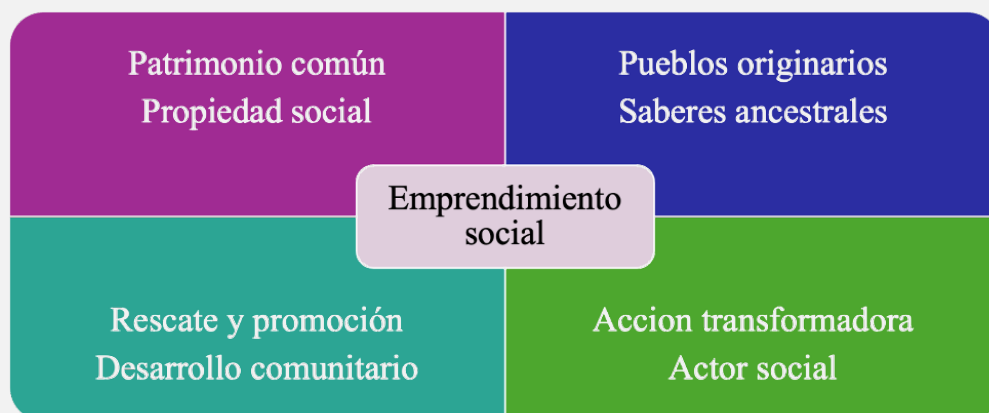 Patrimonio común
Propiedad social
Pueblos originarios
Saberes ancestrales
Emprendimiento
social
Rescate y promoción
Desarrollo comunitario
Accion transformadora
Actor social